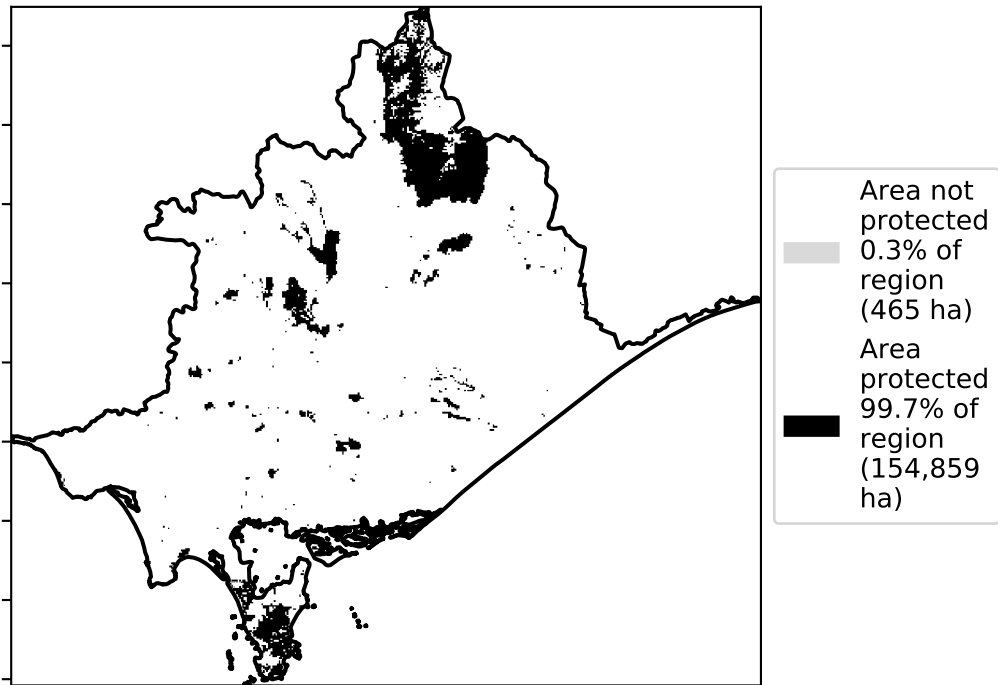 Area not
protected
0.3% of
region
(465 ha)
Area
protected
99.7% of
region
(154,859
ha)